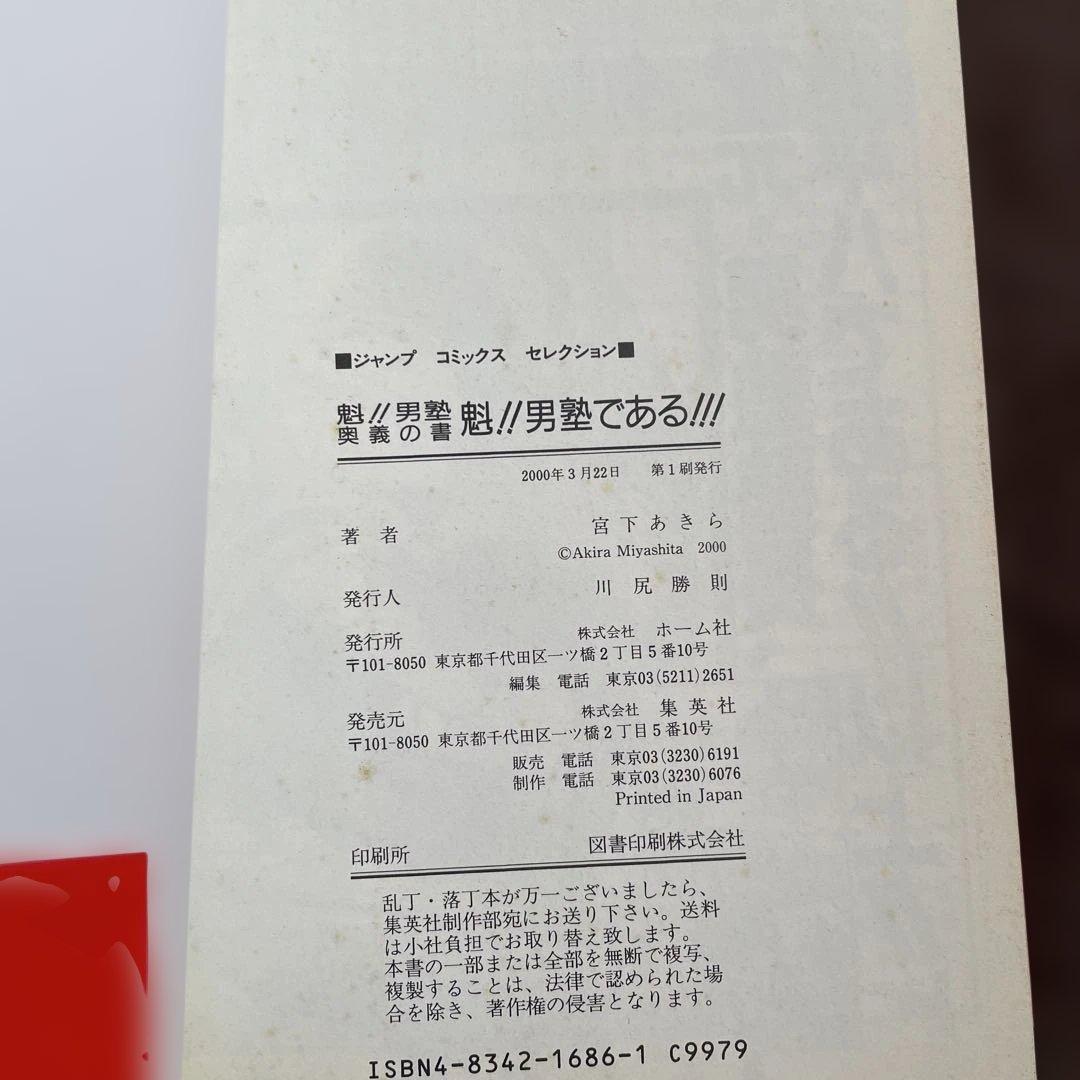 ■ジャンプ コミックス セレクション■
魁!!男塾 奥義の書 魁!!男塾である!!!
2000年3月22日 第1刷発行
著者 宮下あきら
©Akira Miyashita 2000
発行人 川尻勝則
発行所 株式会社 ホーム社
〒101-8050 東京都千代田区一ツ橋2丁目5番10号
編集 電話 東京03(5211)2651
発売元 株式会社 集英社
〒101-8050 東京都千代田区一ツ橋2丁目5番10号
販売 電話 東京03(3230)6191
制作 電話 東京03(3230)6076
Printed in Japan
印刷所 図書印刷株式会社
乱丁・落丁本が万一ございましたら、
集英社制作部宛にお送り下さい。送料
は小社負担でお取り替え致します。
本書の一部または全部を無断で複写、
複製することは、法律で認められた場
合を除き、著作権の侵害となります。
ISBN4-8342-1686-1 C9979